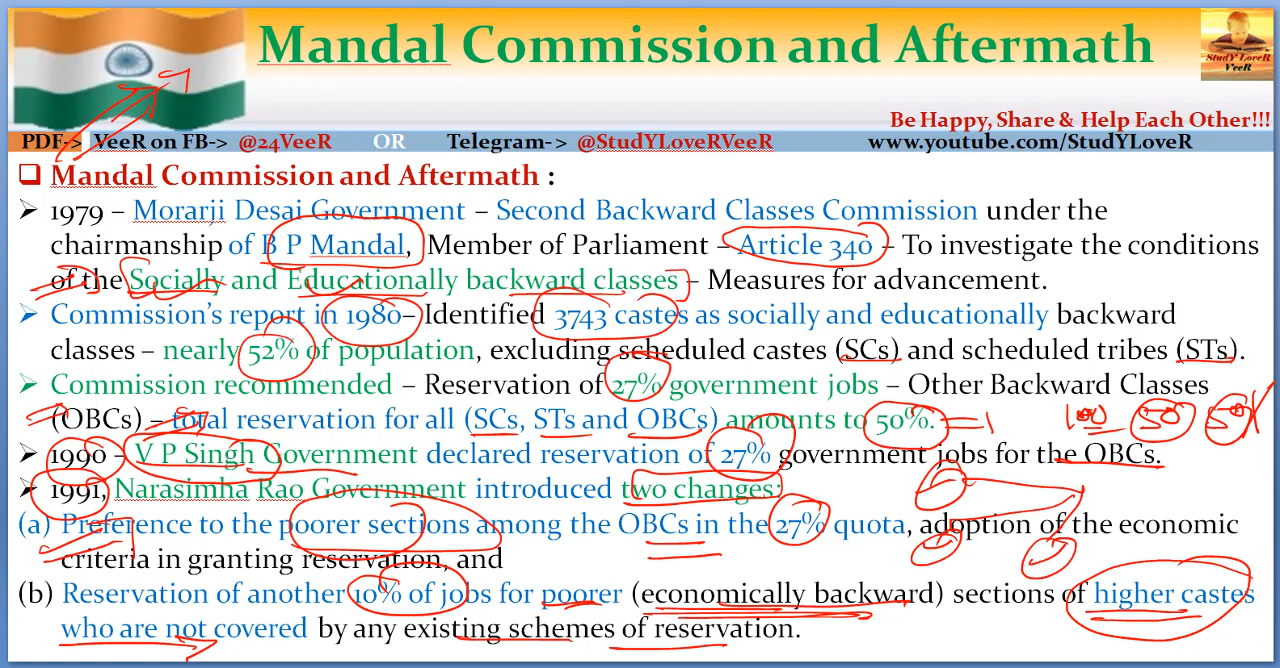 Mandal Commission and Aftermath
StudY LoveR
VeeR
Be Happy, Share & Help Each Other!!!
PDF-> VeeR on FB-> @24VeeR OR Telegram-> @StudYLoveRVeeR www.youtube.com/StudYLoveR
❑ Mandal Commission and Aftermath :
➢ 1979 – Morarji Desai Government – Second Backward Classes Commission under the
chairmanship of B P Mandal, Member of Parliament – Article 340 – To investigate the conditions
of the Socially and Educationally backward classes – Measures for advancement.
➢ Commission's report in 1980 – Identified 3743 castes as socially and educationally backward
classes – nearly 52% of population, excluding scheduled castes (SCs) and scheduled tribes (STs).
➢ Commission recommended – Reservation of 27% government jobs – Other Backward Classes
(OBCs) – total reservation for all (SCs, STs and OBCs) amounts to 50%. 100 50 50
➢ 1990 – V P Singh Government declared reservation of 27% government jobs for the OBCs.
➢ 1991, Narasimha Rao Government introduced two changes:
(a) Preference to the poorer sections among the OBCs in the 27% quota, adoption of the economic
criteria in granting reservation, and
(b) Reservation of another 10% of jobs for poorer (economically backward) sections of higher castes
who are not covered by any existing schemes of reservation.